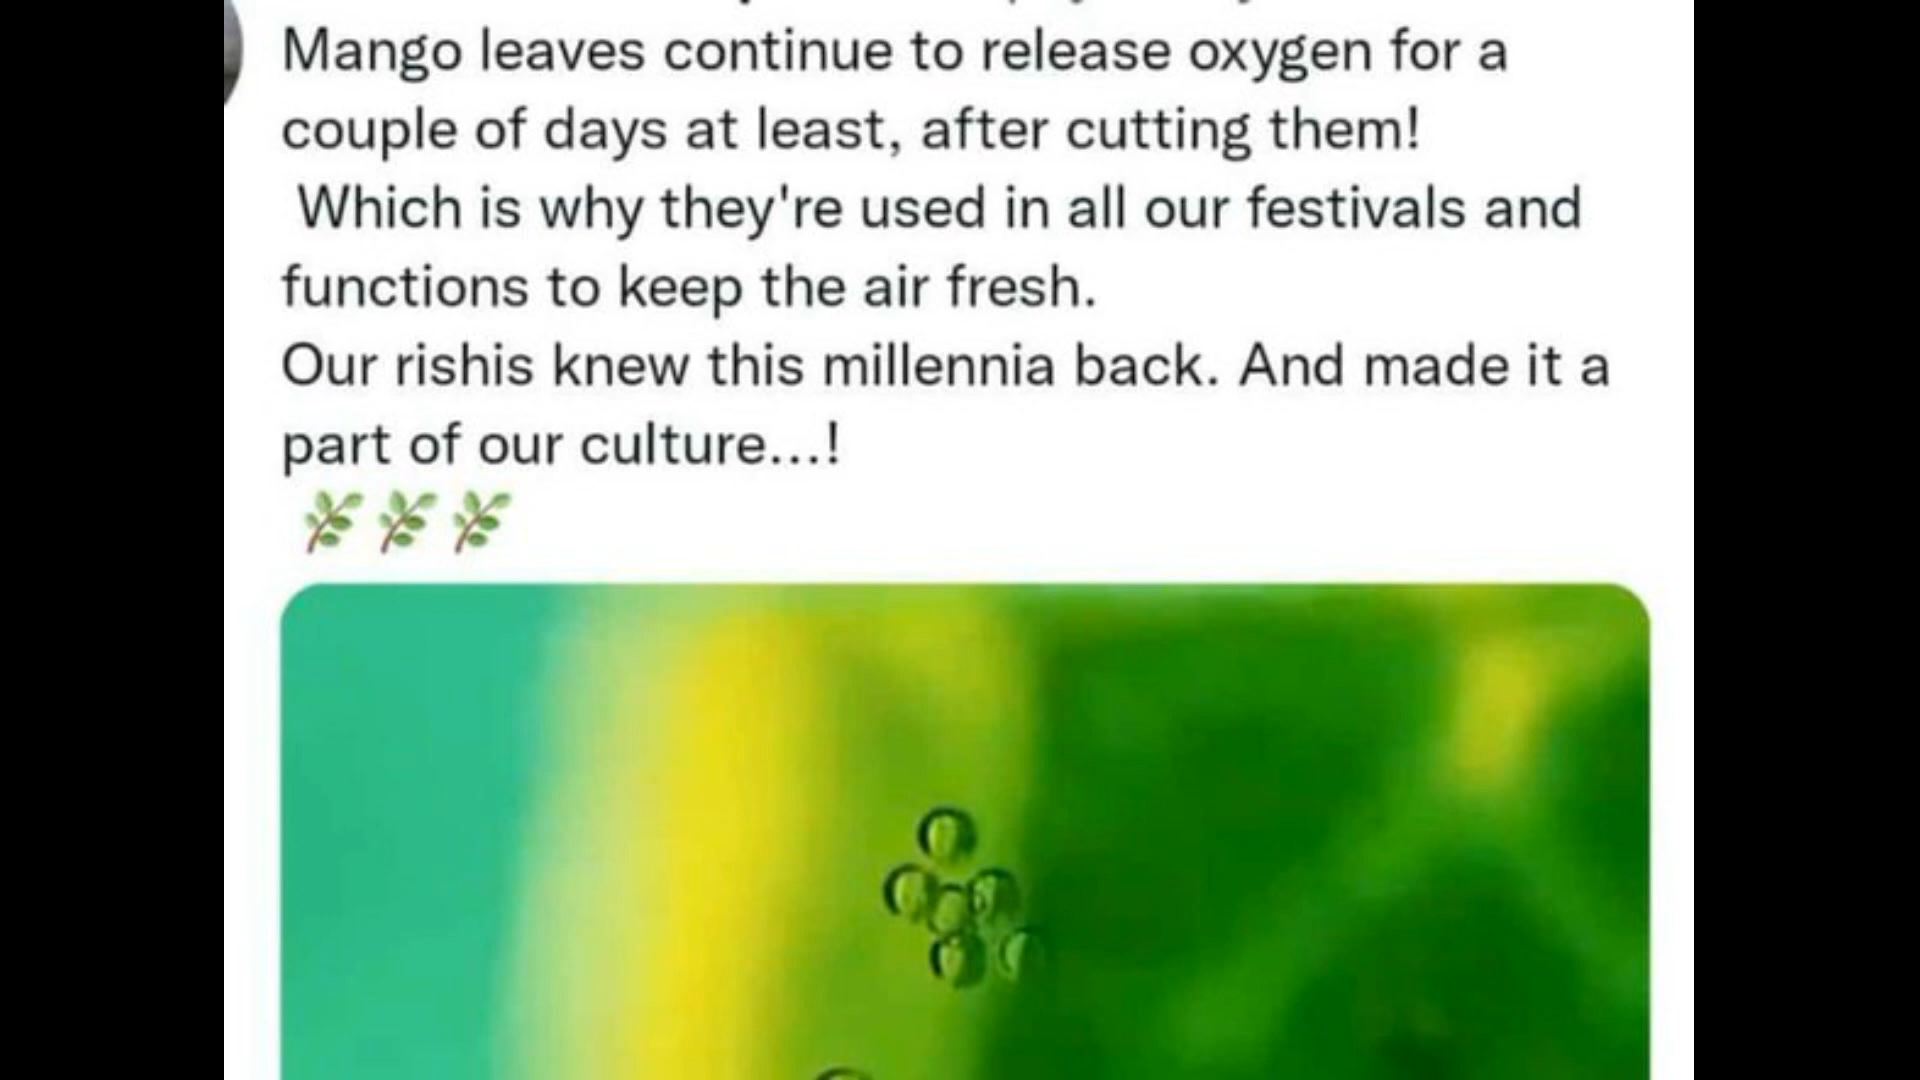 Mango leaves continue to release oxygen for a
couple of days at least, after cutting them!
Which is why they're used in all our festivals and
functions to keep the air fresh.
Our rishis knew this millennia back. And made it a
part of our culture...!